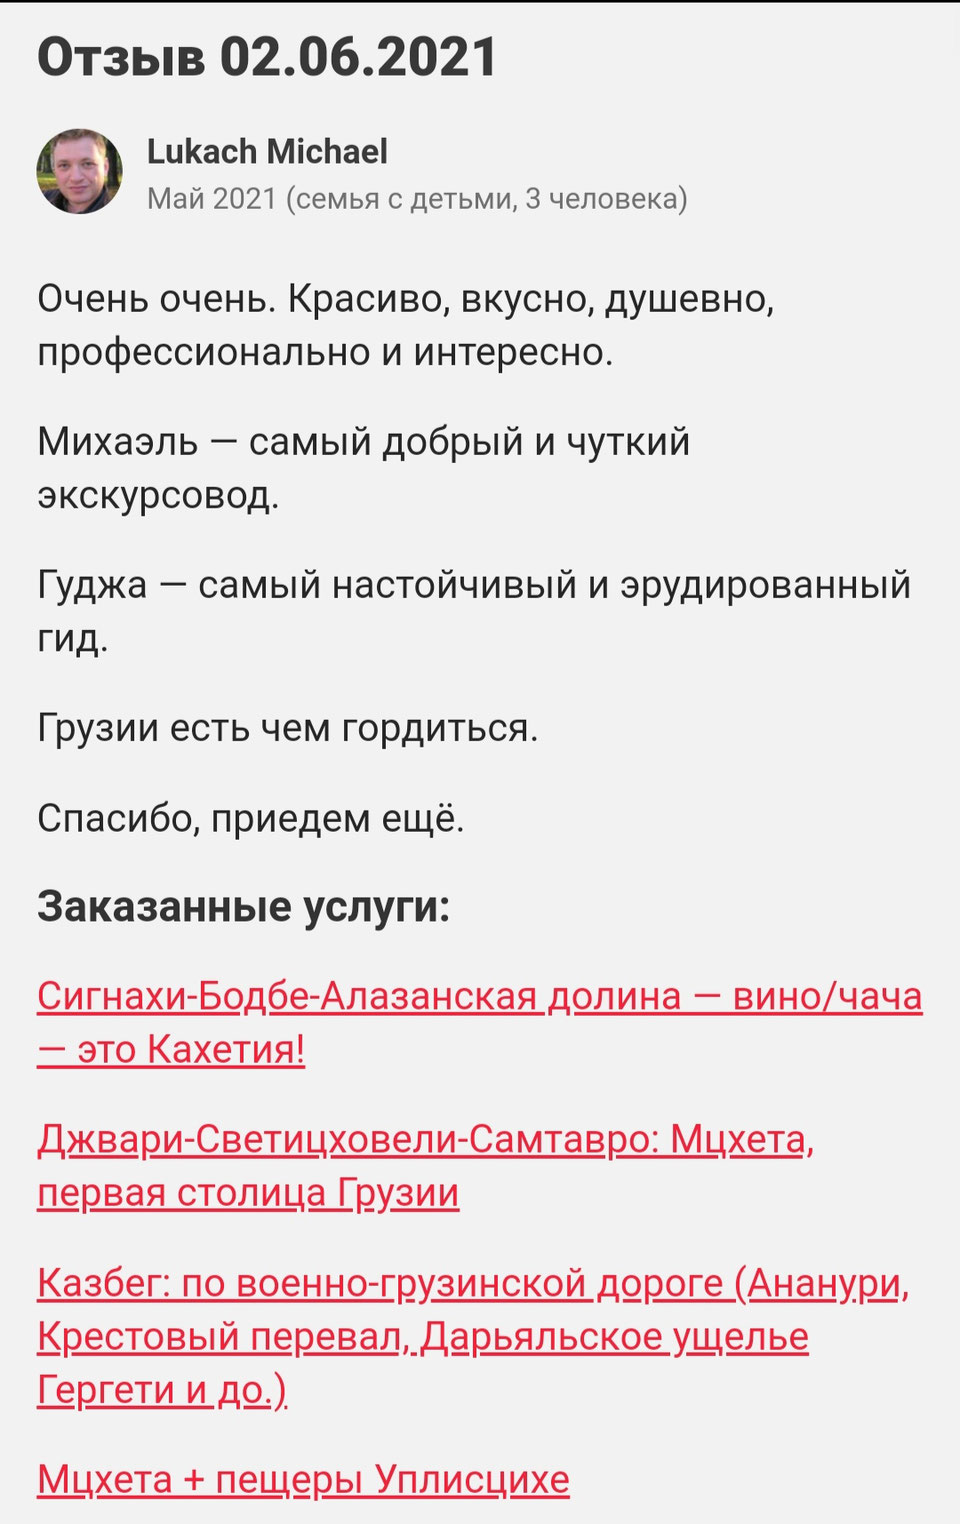 Отзыв 02.06.2021
Lukach Michael
Май 2021 (семья с детьми, 3 человека)
Очень очень. Красиво, вкусно, душевно,
профессионально и интересно.
Михаэль — самый добрый и чуткий
экскурсовод.
Гуджа — самый настойчивый и эрудированный
гид.
Грузии есть чем гордиться.
Спасибо, приедем ещё.
Заказанные услуги:
Сигнахи-Бодбе-Алазанская долина — вино/чача
— это Кахетия!
Джвари-Светицховели-Самтавро: Мцхета,
первая столица Грузии
Казбег: по военно-грузинской дороге (Ананури,
Крестовый перевал, Дарьяльское ущелье
Гергети и до.)
Мцхета + пещеры Уплисцихе